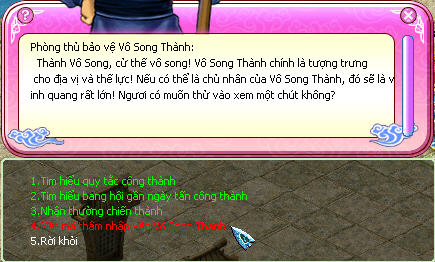 Phòng thủ bảo vệ Vô Song Thành:
Thành Vô Song, cử thế vô song! Vô Song Thành chính là tượng trưng
cho địa vị và thế lực! Nếu có thể là chủ nhân của Vô Song Thành, đó sẽ là v
inh quang rất lớn! Ngươi có muốn thử vào xem một chút không?
1.Tìm hiểu quy tắc công thành
2.Tìm hiểu bang hội gần ngày tấn công thành
3.Nhận thưởng chiến thành
nhập Thành
5.Rời khỏi